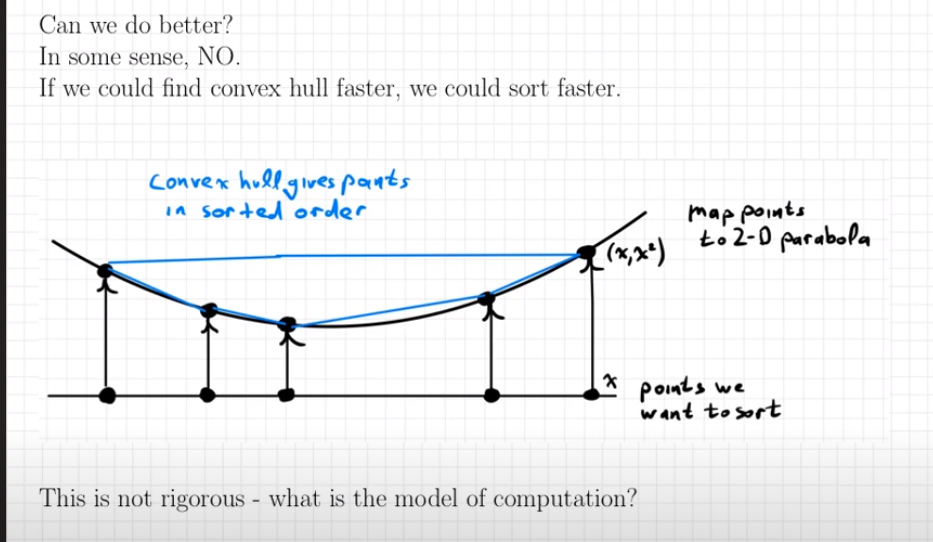 Can we do better?
In some sense, NO.
If we could find convex hull faster, we could sort faster.
Convex hull gives points
in sorted order
map points
to 2-D parabola
(x,x²)
x
points we
want to sort
This is not rigorous - what is the model of computation?